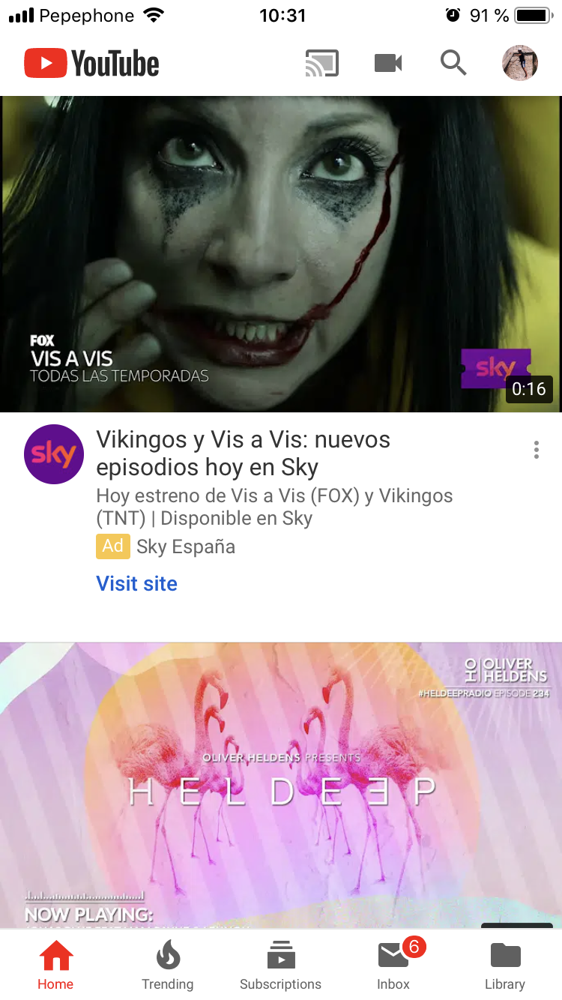 Pepephone
10:31
91 %
YouTube
FOX
VIS A VIS
TODAS LAS TEMPORADAS
sky
0:16
sky
Vikingos y Vis a Vis: nuevos
episodios hoy en Sky
Hoy estreno de Vis a Vis (FOX) y Vikingos
(TNT) | Disponible en Sky
Ad Sky España
Visit site
OLIVER
HELDENS
#HELDEEPRADIO EPISODE 234
OLIVER HELDENS PRESENTS
HELDEEP
NOW PLAYING:
Home
Trending
Subscriptions
6
Inbox
Library